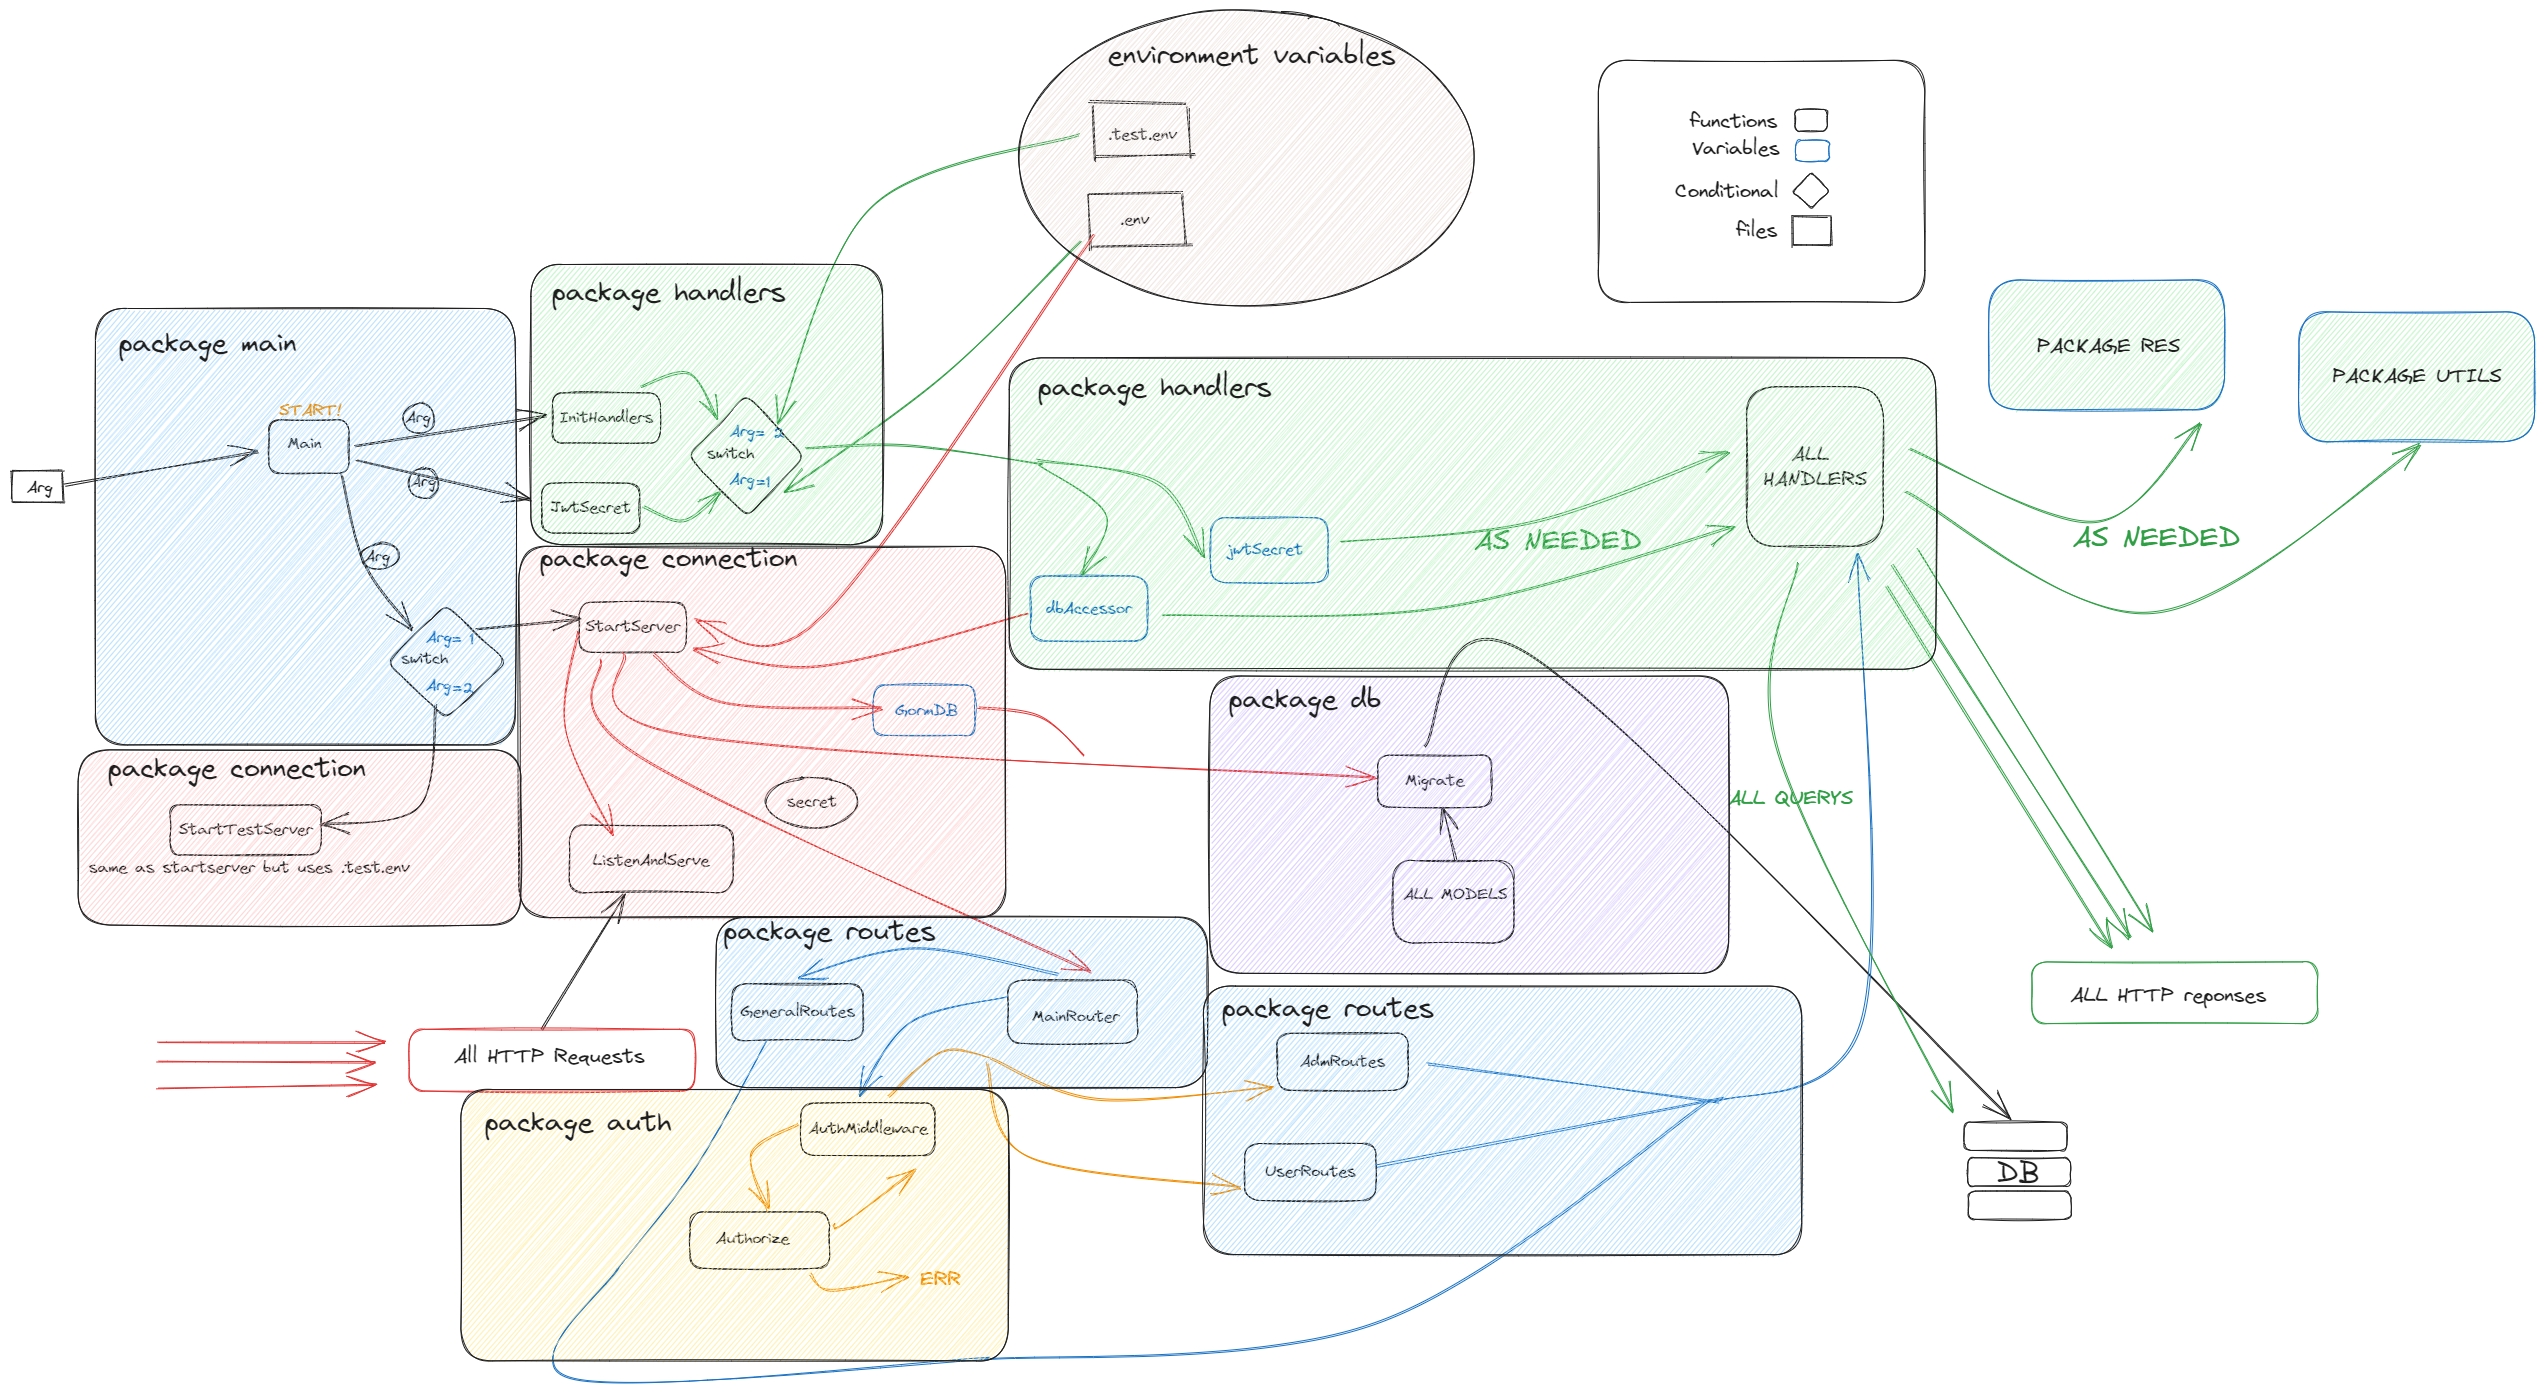 environment variables
.test.env
.env
functions
Variables
Conditional
files
package handlers
InitHandlers
JwtSecret
Arg= 2
switch
Arg=1
package main
START!
Main
Arg
Arg
Arg
Arg
Arg= 1
switch
Arg=2
package handlers
ALL
HANDLERS
jwtSecret
dbAccessor
AS NEEDED
PACKAGE RES
PACKAGE UTILS
AS NEEDED
package connection
StartServer
GormDB
secret
ListenAndServe
package connection
StartTestServer
same as startserver but uses .test.env
package db
Migrate
ALL MODELS
ALL QUERYS
package routes
GeneralRoutes
MainRouter
package routes
AdmRoutes
UserRoutes
ALL HTTP reponses
All HTTP Requests
package auth
AuthMiddleware
Authorize
ERR
DB